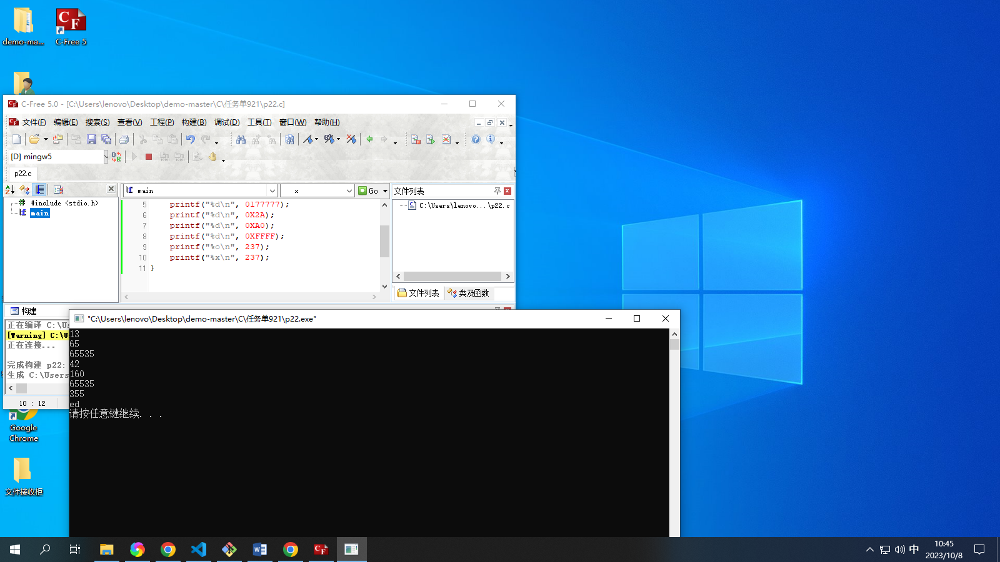 demo-ma...
C-Free 5
C-Free 5.0 - [C:\Users\lenovo\Desktop\demo-master\C\任务单921\p22.c]
文件(F) 编辑(E) 搜索(S) 查看(V) 工程(P) 构建(B) 调试(D) 工具(T) 窗口(W) 帮助(H)
[D] mingw5
p22.c
main
x
Go
文件列表
#include <stdio.h>
main
5 printf("%d\n", 0177777);
6 printf("%d\n", 0X2A);
7 printf("%d\n", 0XA0);
8 printf("%d\n", 0XFFFF);
9 printf("%o\n", 237);
10 printf("%x\n", 237);
11 }
C:\Users\lenovo...\p22.c
文件列表 类及函数
构建
正在编译 C:\Us
[Warning] C:\U
正在连接...
完成构建 p22:
生成 C:\Users
10 : 12
"C:\Users\lenovo\Desktop\demo-master\C\任务单921\p22.exe"
13
65
65535
42
160
65535
355
ed
请按任意键继续. . .
Google
Chrome
文件接收柜
中
10:45
2023/10/8